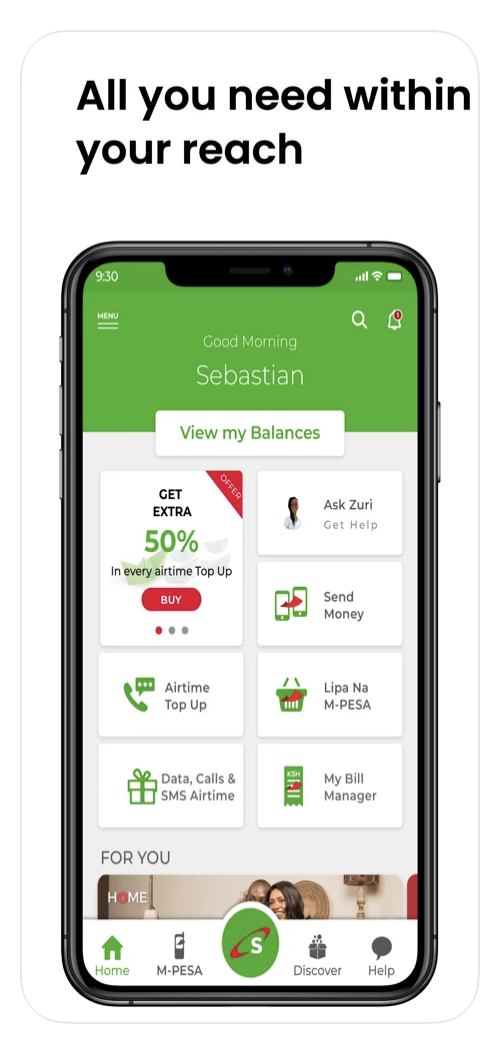 All you need within
your reach
9:30
MENU
1
Good Morning
Sebastian
View my Balances
OFFER
GET
EXTRA
50%
In every airtime Top Up
BUY
Ask Zuri
Get Help
Send
Money
Airtime
Top Up
Lipa Na
M-PESA
Data, Calls &
SMS Airtime
KSH
My Bill
Manager
FOR YOU
HOME
S
Home
M-PESA
Discover
Help